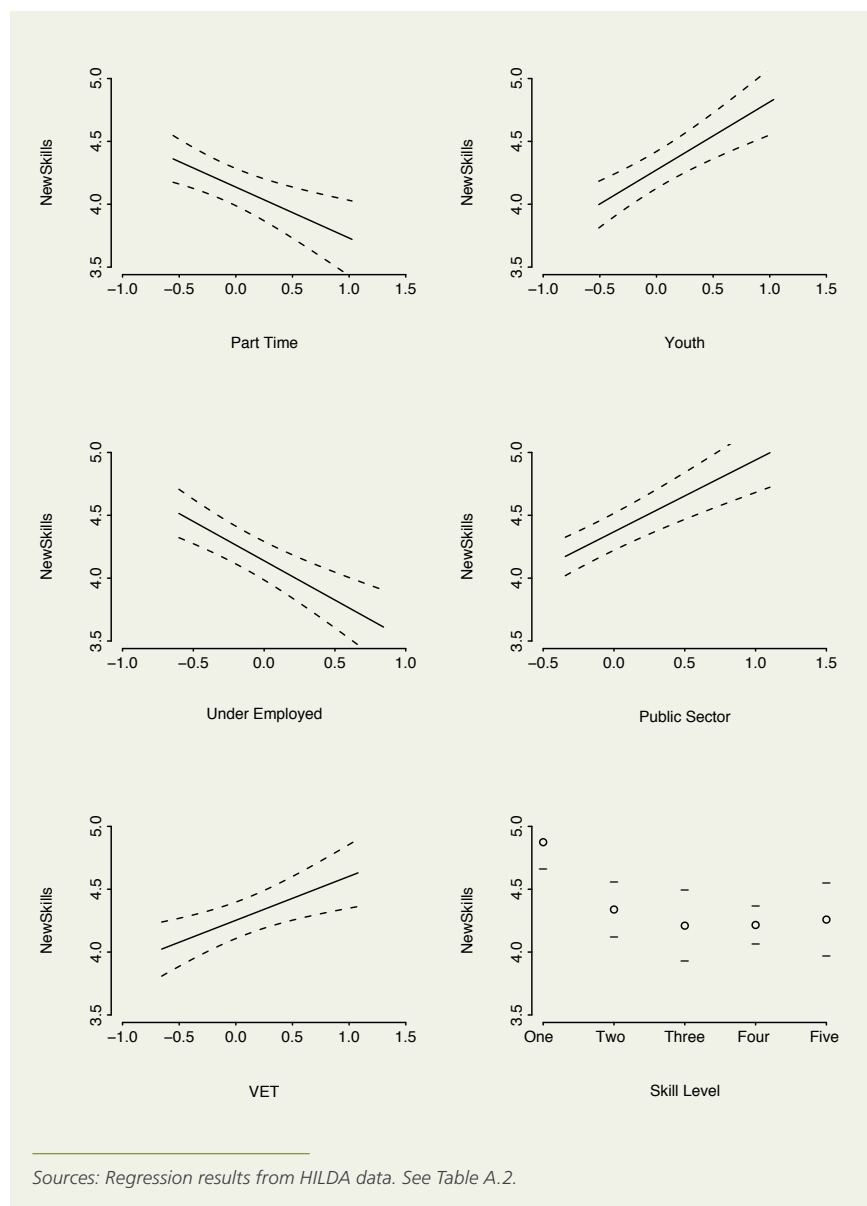 NewSkills
5.0
4.5
4.0
3.5
−1.0 −0.5 0.0 0.5 1.0 1.5
Part Time
NewSkills
5.0
4.5
4.0
3.5
−1.0 −0.5 0.0 0.5 1.0 1.5
Youth
NewSkills
5.0
4.5
4.0
3.5
−1.0 −0.5 0.0 0.5 1.0
Under Employed
NewSkills
5.0
4.5
4.0
3.5
−0.5 0.0 0.5 1.0 1.5
Public Sector
NewSkills
5.0
4.5
4.0
3.5
−1.0 −0.5 0.0 0.5 1.0 1.5
VET
NewSkills
5.0
4.5
4.0
3.5
One Two Three Four Five
Skill Level
Sources: Regression results from HILDA data. See Table A.2.